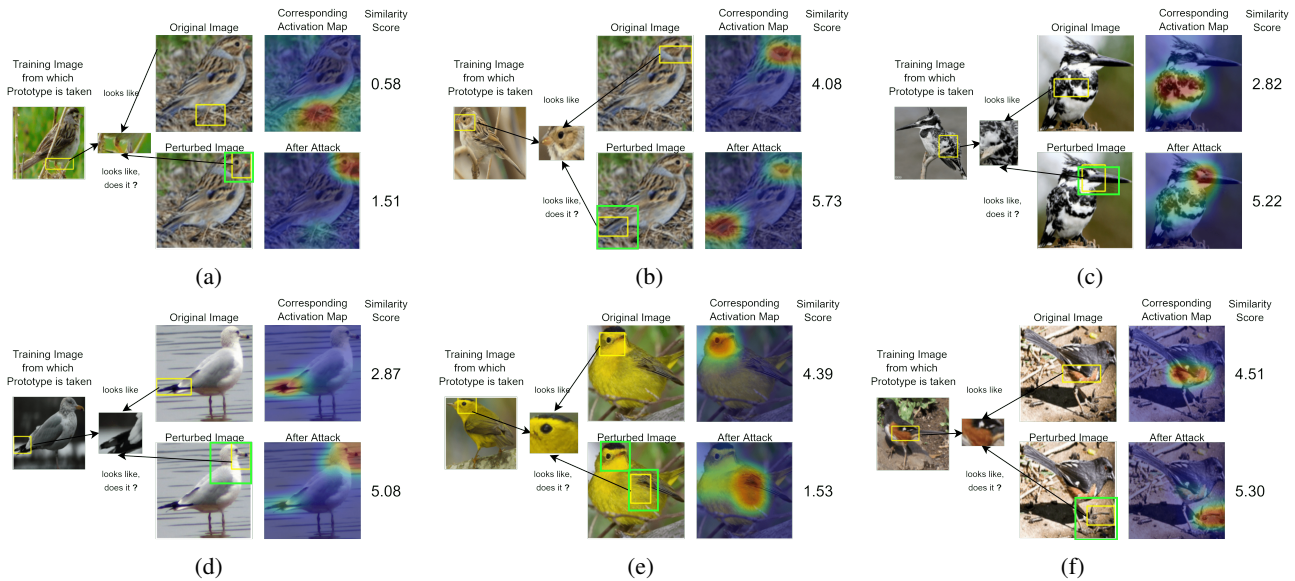 Original Image
Corresponding
Activation Map
Similarity
Score
Training Image
from which
Prototype is taken
looks like
0.58
Perturbed Image
After Attack
looks like,
does it ?
1.51
(a)
Original Image
Corresponding
Activation Map
Similarity
Score
Training Image
from which
Prototype is taken
looks like
4.08
Perturbed Image
After Attack
looks like,
does it ?
5.73
(b)
Original Image
Corresponding
Activation Map
Similarity
Score
Training Image
from which
Prototype is taken
looks like
2.82
Perturbed Image
After Attack
looks like,
does it ?
5.22
(c)
Original Image
Corresponding
Activation Map
Similarity
Score
Training Image
from which
Prototype is taken
looks like
2.87
Perturbed Image
After Attack
looks like,
does it ?
5.08
(d)
Original Image
Corresponding
Activation Map
Similarity
Score
Training Image
from which
Prototype is taken
looks like
4.39
Perturbed Image
After Attack
looks like,
does it ?
1.53
(e)
Original Image
Corresponding
Activation Map
Similarity
Score
Training Image
from which
Prototype is taken
looks like
4.51
Perturbed Image
After Attack
looks like,
does it ?
5.30
(f)